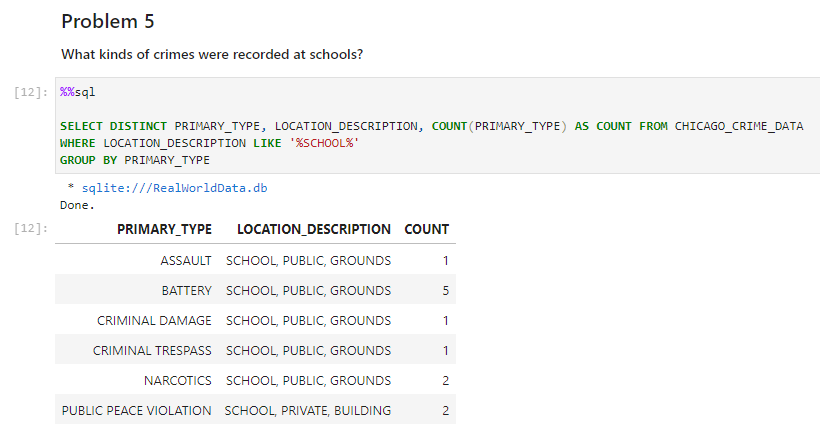 Problem 5
What kinds of crimes were recorded at schools?
[12]: %%sql
SELECT DISTINCT PRIMARY_TYPE, LOCATION_DESCRIPTION, COUNT(PRIMARY_TYPE) AS COUNT FROM CHICAGO_CRIME_DATA
WHERE LOCATION_DESCRIPTION LIKE '%SCHOOL%'
GROUP BY PRIMARY_TYPE
* sqlite:///RealWorldData.db
Done.
[12]: PRIMARY_TYPE LOCATION_DESCRIPTION COUNT
ASSAULT SCHOOL, PUBLIC, GROUNDS 1
BATTERY SCHOOL, PUBLIC, GROUNDS 5
CRIMINAL DAMAGE SCHOOL, PUBLIC, GROUNDS 1
CRIMINAL TRESPASS SCHOOL, PUBLIC, GROUNDS 1
NARCOTICS SCHOOL, PUBLIC, GROUNDS 2
PUBLIC PEACE VIOLATION SCHOOL, PRIVATE, BUILDING 2